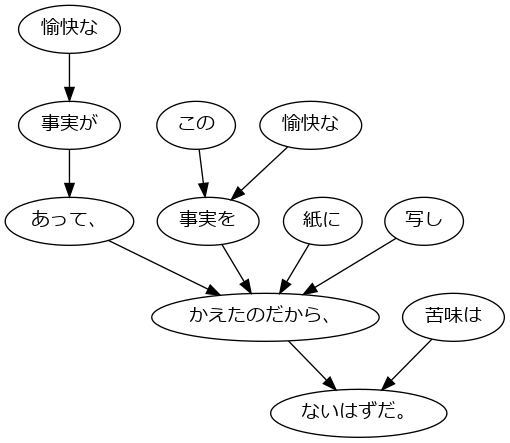 愉快な
事実が
この
愉快な
あって、
事実を
紙に
写し
かえたのだから、
苦味は
ないはずだ。